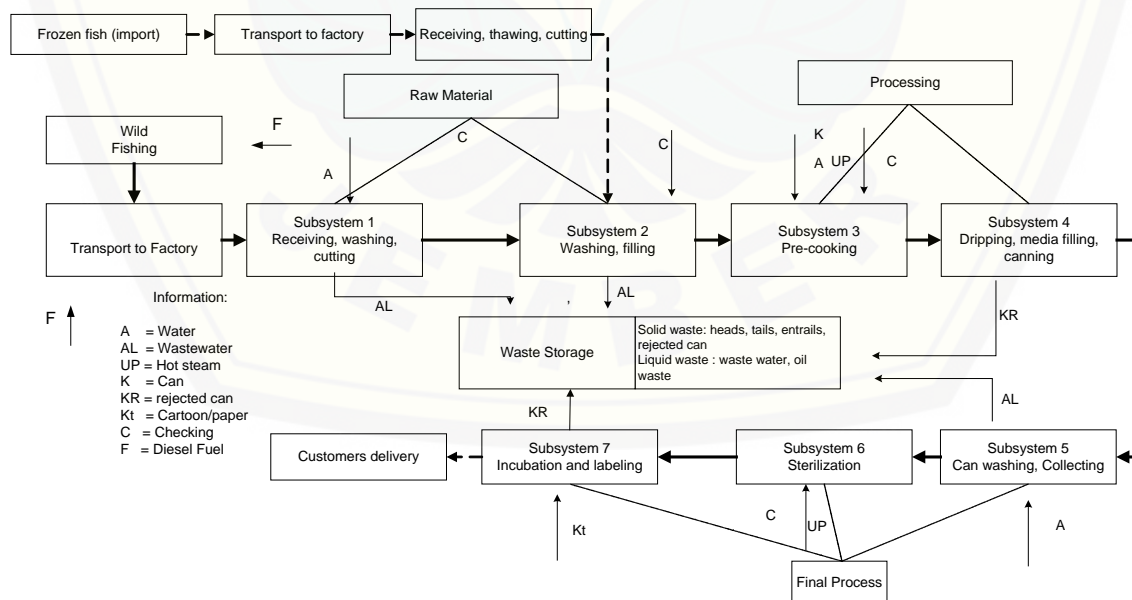 Frozen fish (import)
Transport to factory
Receiving, thawing, cutting
Raw Material
Processing
Wild
Fishing
F
A
C
C
K
A
UP
C
Transport to Factory
Subsystem 1
Receiving, washing,
cutting
Subsystem 2
Washing, filling
Subsystem 3
Pre-cooking
Subsystem 4
Dripping, media filling,
canning
Information:
A = Water
AL = Wastewater
UP = Hot steam
K = Can
KR = rejected can
Kt = Cartoon/paper
C = Checking
F = Diesel Fuel
F
AL
,
AL
KR
Waste Storage
Solid waste: heads, tails, entrails,
rejected can
Liquid waste : waste water, oil
waste
KR
AL
Customers delivery
Subsystem 7
Incubation and labeling
Subsystem 6
Sterilization
Subsystem 5
Can washing, Collecting
Kt
C
UP
A
Final Process
JEMBER